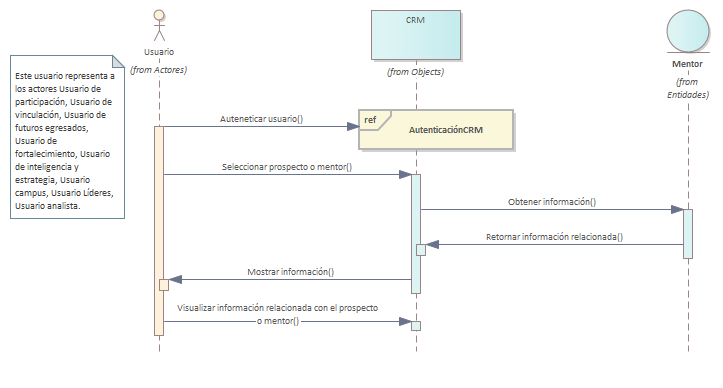 CRM
Usuario
(from Actores)
(from Objects)
Mentor
(from
Entidades)
Este usuario representa a
los actores Usuario de
participación, Usuario de
vinculación, Usuario de
futuros egresados,
Usuario de
fortalecimiento, Usuario
de inteligencia y
estrategia, Usuario
campus, Usuario Líderes,
Usuario analista.
Auteneticar usuario()
ref
AutenticaciónCRM
Seleccionar prospecto o mentor()
Obtener información()
Retornar información relacionada()
Mostrar información()
Visualizar información relacionada con el prospecto
o mentor()